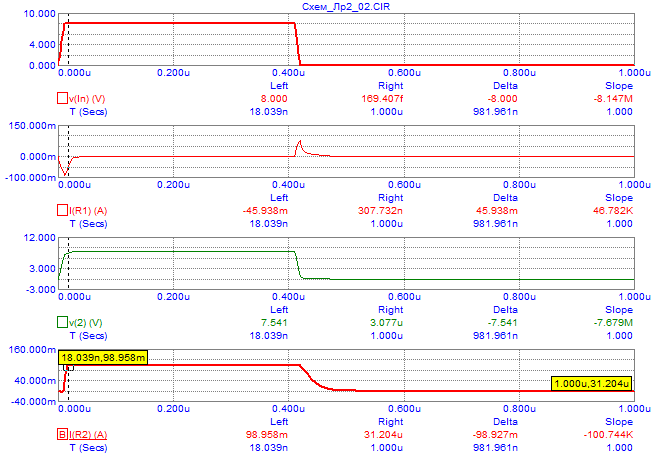 Схем_Лр2_02.CIR
10.000
4.000
0.000
0.000u 0.200u 0.400u 0.600u 0.800u 1.000u
Left Right Delta Slope
v(In) (V) 8.000 169.407f -8.000 -8.147M
T (Secs) 18.039n 1.000u 981.961n
150.000m
0.000m
-100.000m
0.000u 0.200u 0.400u 0.600u 0.800u 1.000u
Left Right Delta Slope
I(R1) (A) -45.938m 307.732n 45.938m 46.782K
T (Secs) 18.039n 1.000u 981.961n
12.000
3.000
-3.000
0.000u 0.200u 0.400u 0.600u 0.800u 1.000u
Left Right Delta Slope
v(2) (V) 7.541 3.077u -7.541 -7.679M
T (Secs) 18.039n 1.000u 981.961n
160.000m
18.039n,98.958m
40.000m
1.000u,31.204u
-40.000m
0.000u 0.200u 0.400u 0.600u 0.800u 1.000u
Left Right Delta Slope
B I(R2) (A) 98.958m 31.204u -98.927m -100.744K
T (Secs) 18.039n 1.000u 981.961n